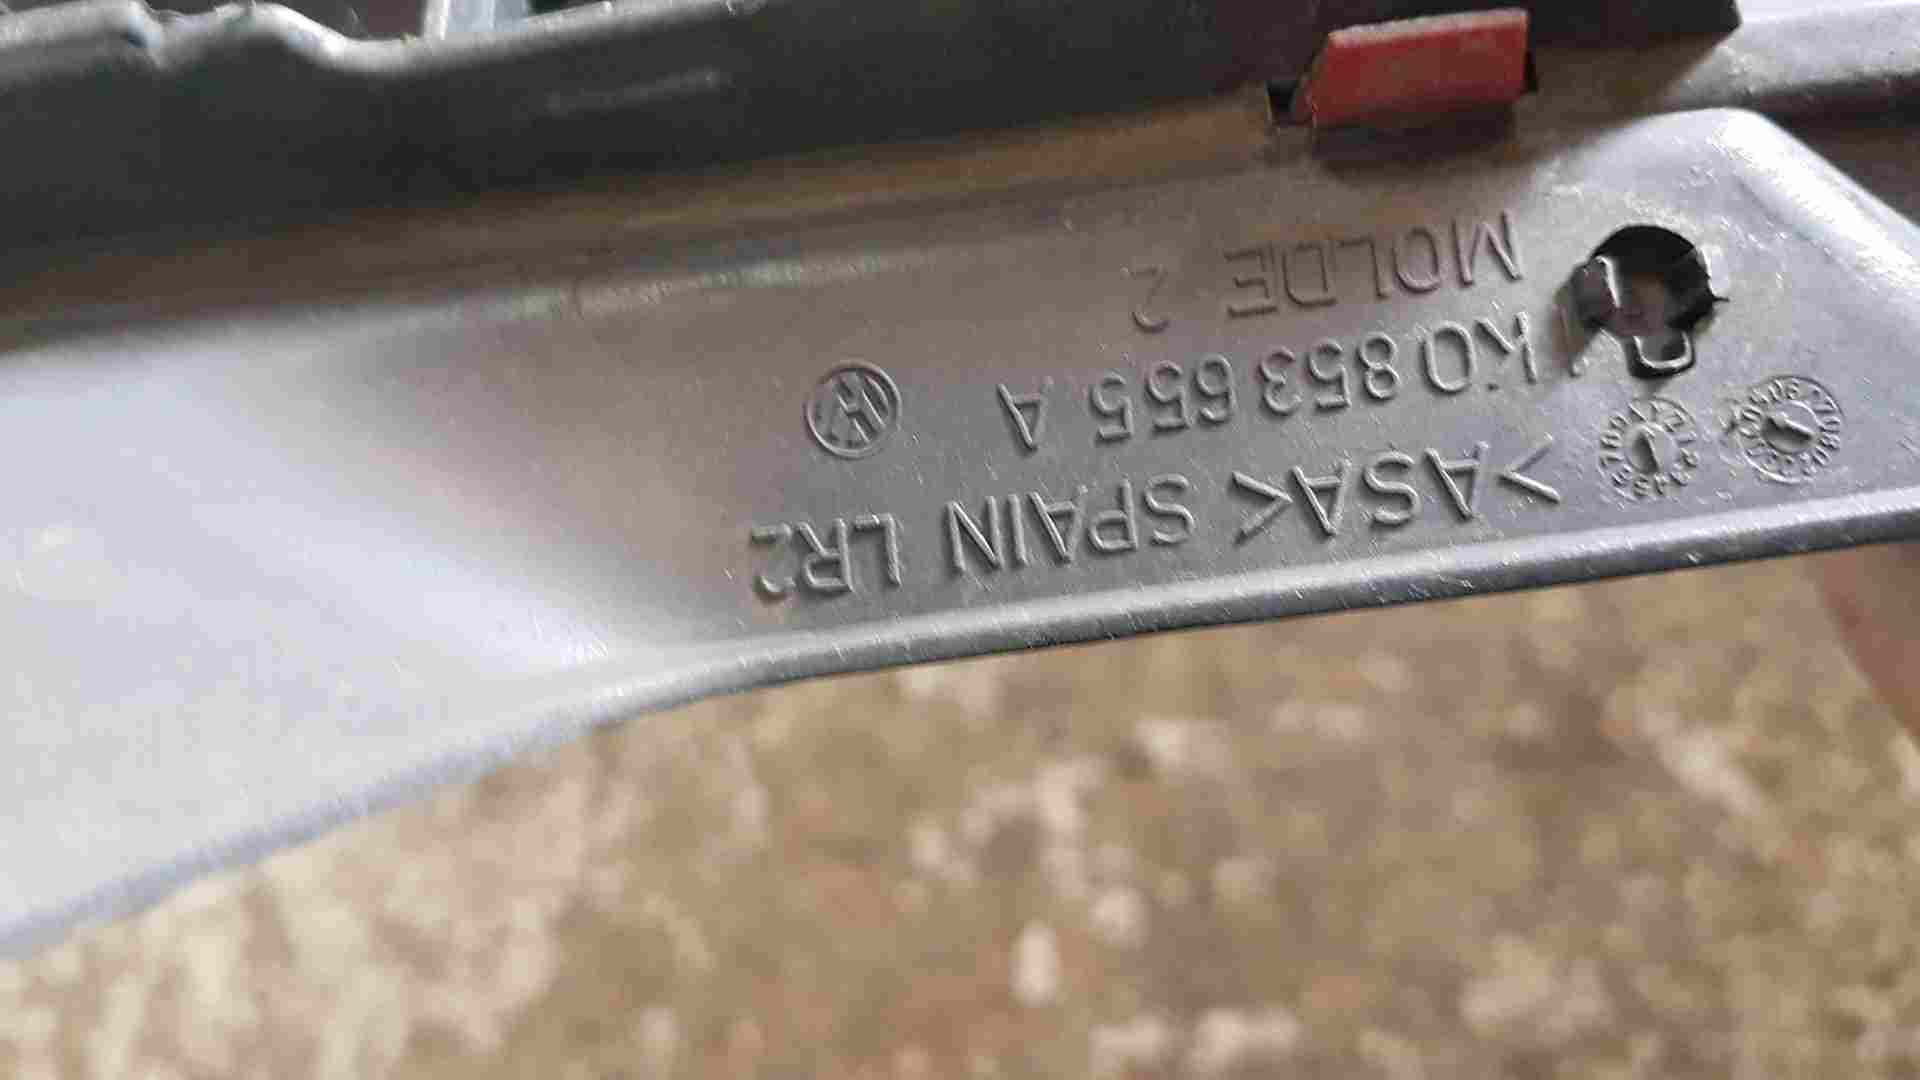 MOLDE 2
1K0 853 655 A
>ASA< SPAIN LR2